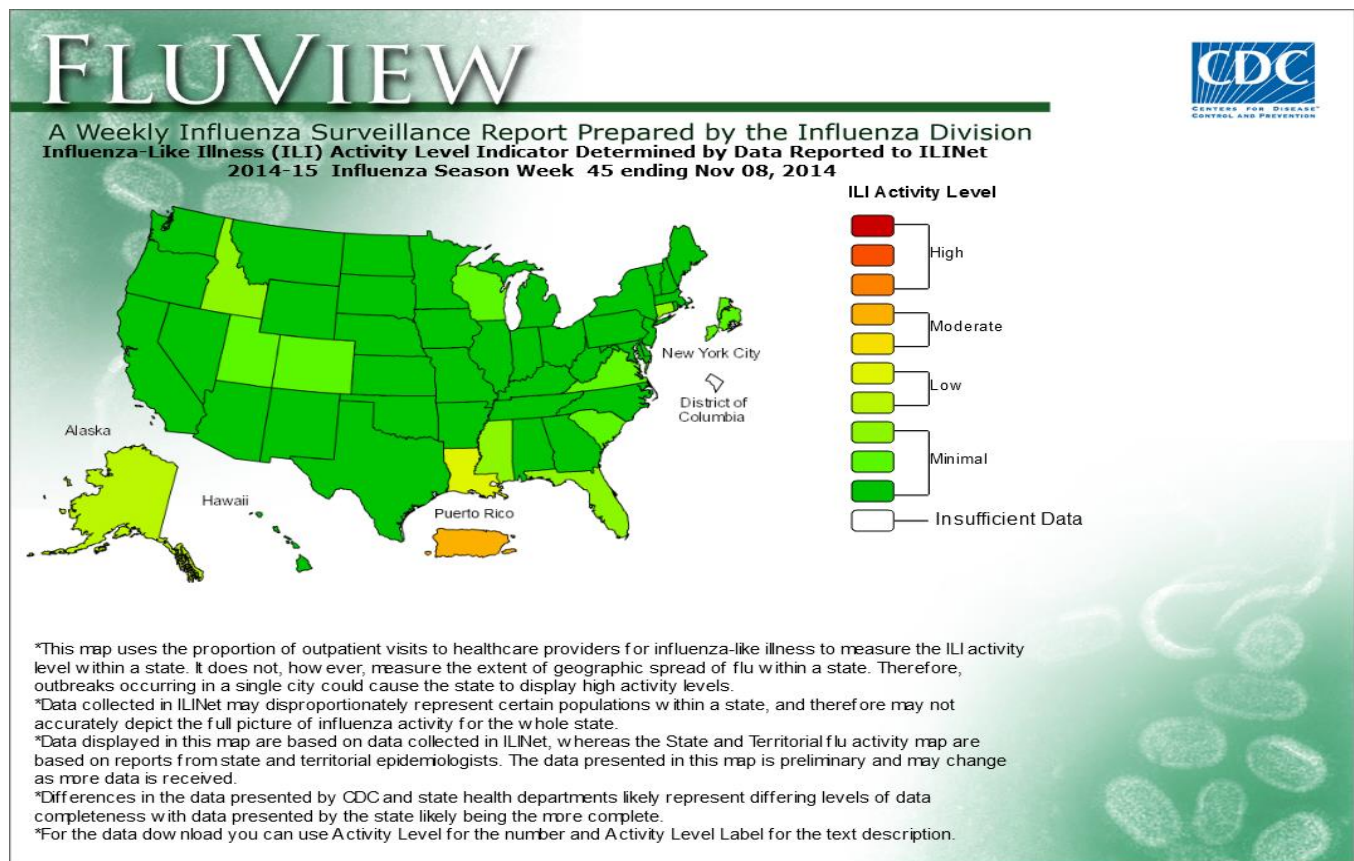 FLUVIEW
CDC
CENTERS FOR DISEASE™
CONTROL AND PREVENTION
A Weekly Influenza Surveillance Report Prepared by the Influenza Division
Influenza-Like Illness (ILI) Activity Level Indicator Determined by Data Reported to ILINet
2014-15 Influenza Season Week 45 ending Nov 08, 2014
ILI Activity Level
High
Moderate
Low
Minimal
Insufficient Data
New York City
District of
Columbia
Alaska
Hawaii
Puerto Rico
*This map uses the proportion of outpatient visits to healthcare providers for influenza-like illness to measure the ILI activity
level within a state. It does not, however, measure the extent of geographic spread of flu within a state. Therefore,
outbreaks occurring in a single city could cause the state to display high activity levels.
*Data collected in ILINet may disproportionately represent certain populations within a state, and therefore may not
accurately depict the full picture of influenza activity for the whole state.
*Data displayed in this map are based on data collected in ILINet, whereas the State and Territorial flu activity map are
based on reports from state and territorial epidemiologists. The data presented in this map is preliminary and may change
as more data is received.
*Differences in the data presented by CDC and state health departments likely represent differing levels of data
completeness with data presented by the state likely being the more complete.
*For the data download you can use Activity Level for the number and Activity Level Label for the text description.